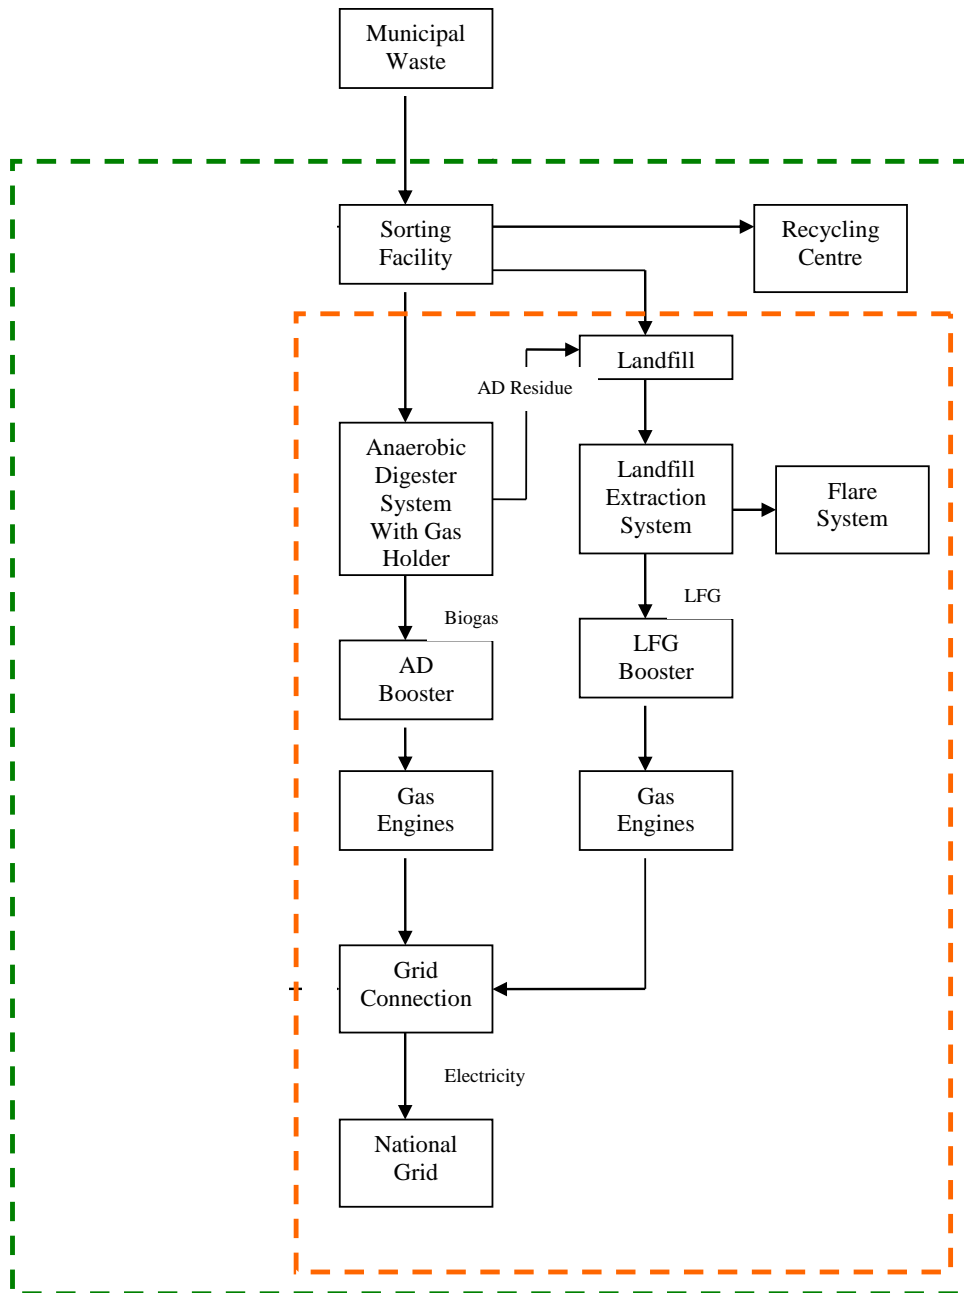 Municipal
Waste
Sorting
Facility
Recycling
Centre
Landfill
AD Residue
Anaerobic
Digester
System
With Gas
Holder
Landfill
Extraction
System
Flare
System
Biogas
LFG
AD
Booster
LFG
Booster
Gas
Engines
Gas
Engines
Grid
Connection
Electricity
National
Grid